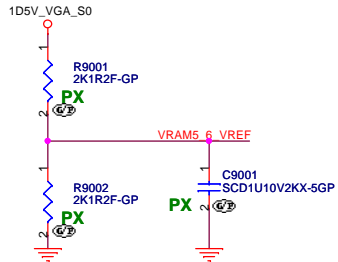 1D5V_VGA_S0
1
R9001
2K1R2F-GP
PX
2
G/P
VRAM5_6_VREF
1
R9002
2K1R2F-GP
PX
2
G/P
1
C9001
SCD1U10V2KX-5GP
PX
2
G/P